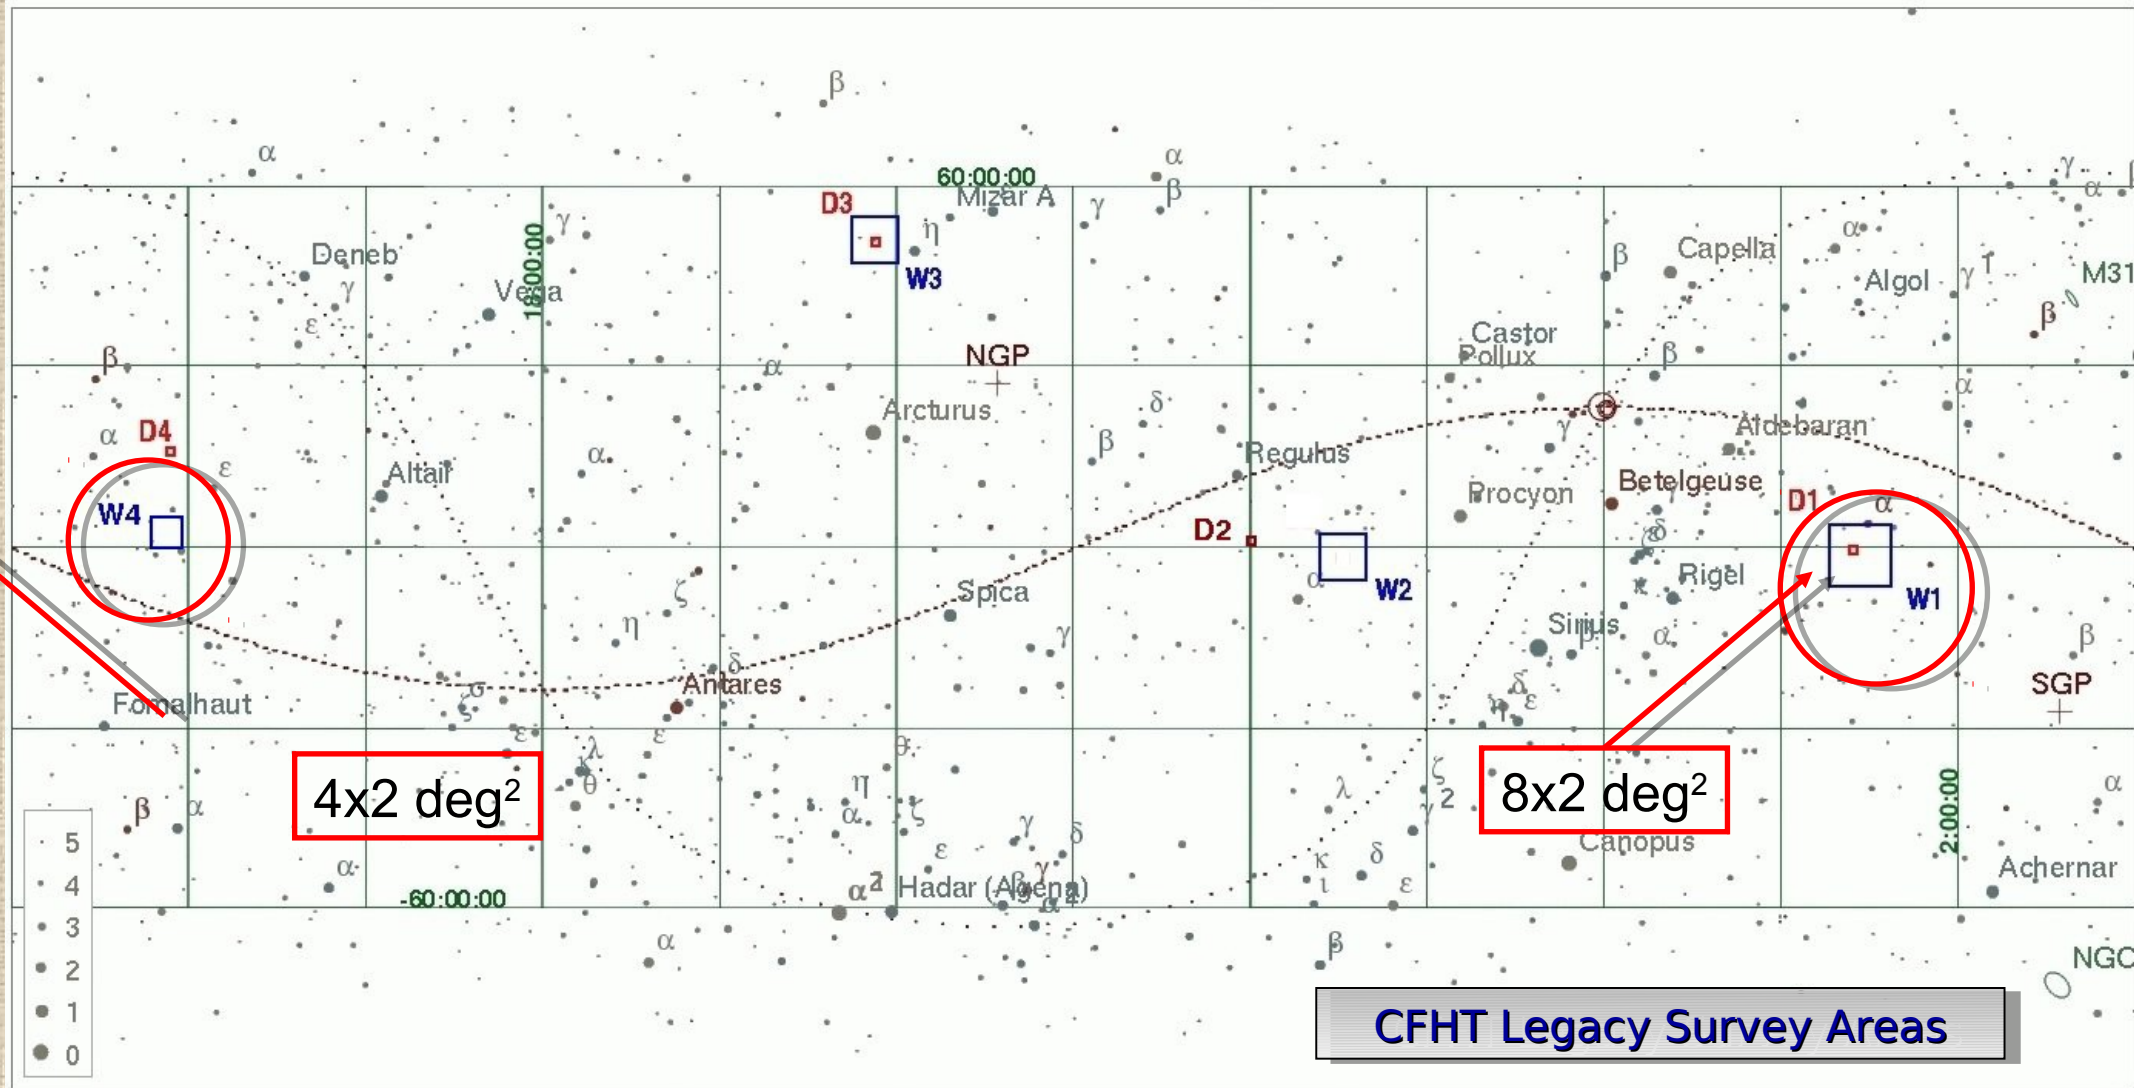 β
α
α
60:00:00
Mizar A
β
γ
γ
α
D3
η
W3
γ
Deneb
18:00:00
Vega
γ
ε
β
Capella
α
Algol
γ 1
M31
β
Castor
Pollux
β
NGP
β
α
α
Arcturus
δ
D4
α
ε
α
Altair
β
Regulus
γ
Aldebaran
Procyon
Betelgeuse
D1
α
W4
D2
δ
α
W2
κ
Rigel
W1
ζ
Spica
η
γ
Sirius
β
α
β
SGP
Fomalhaut
σ
ζ
δ
Antares
δ
ε
η
ε
ε
λ
κ
θ
θ
4x2 deg²
8x2 deg²
η
α
ζ
λ
ζ
γ 2
α
2:00:00
β
α
5
4
3
2
1
0
α
-60:00:00
ε
γ
δ
γ
α 2
Hadar (Agena)
κ
ι
δ
ε
Canopus
Achernar
α
β
NGC
CFHT Legacy Survey Areas